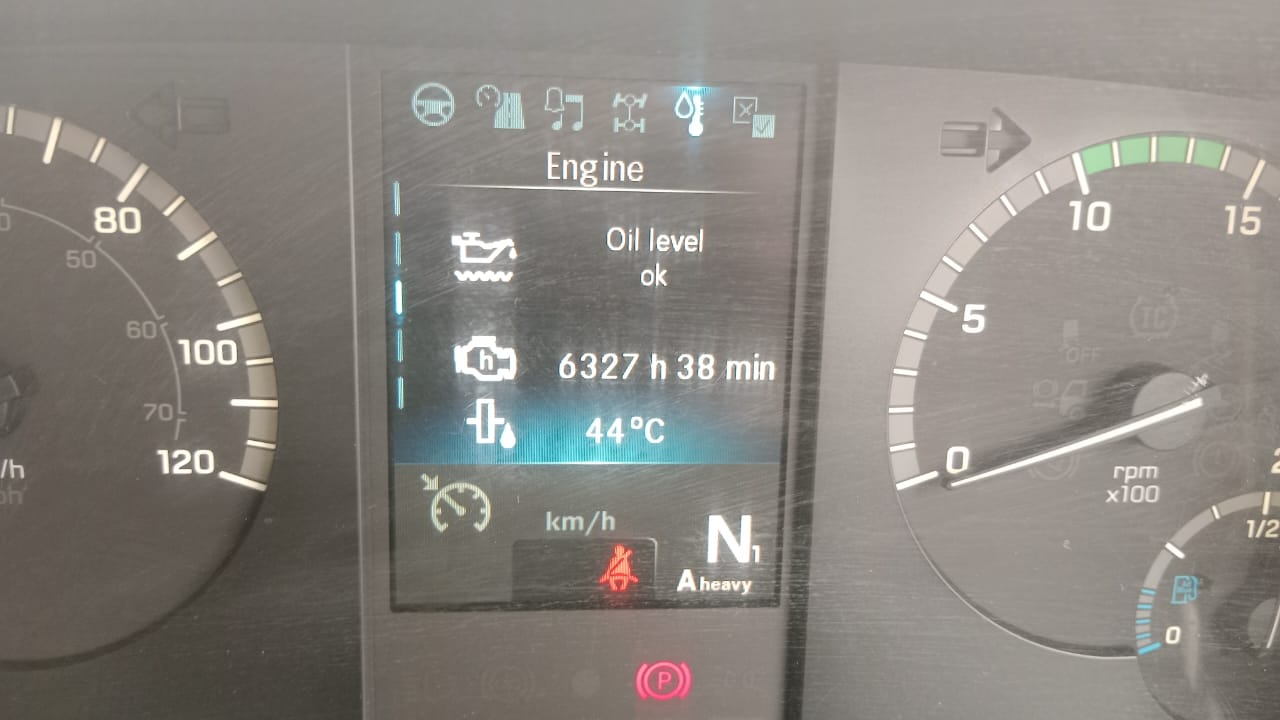 Engine
Oil level
ok
h
6327 h 38 min
44°C
km/h
N1
A heavy
P
80
100
120
50
60
70
/h
0
5
10
15
rpm
x100
TC
OFF
1/2
0